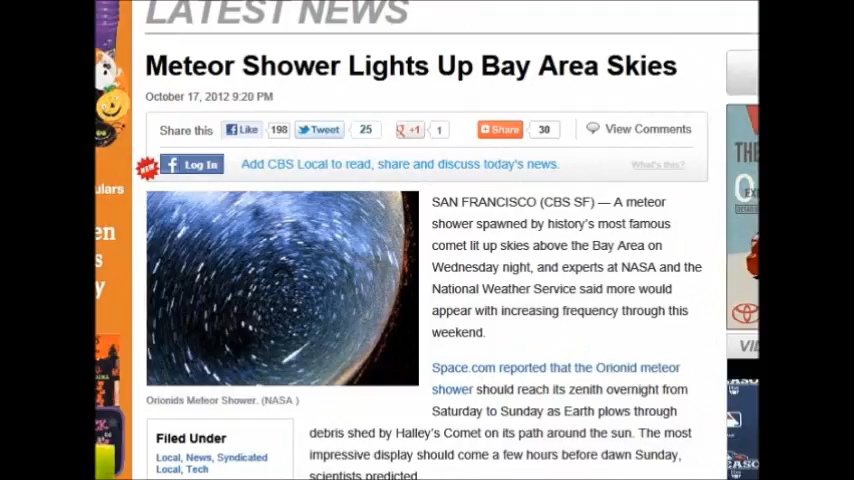 LATEST NEWS
Meteor Shower Lights Up Bay Area Skies
October 17, 2012 9:20 PM
Share this
Like
198
Tweet
25
+1
1
Share
30
View Comments
NEW
Log In
Add CBS Local to read, share and discuss today's news.
What's this?
SAN FRANCISCO (CBS SF) — A meteor
shower spawned by history's most famous
comet lit up skies above the Bay Area on
Wednesday night, and experts at NASA and the
National Weather Service said more would
appear with increasing frequency through this
weekend.
Space.com reported that the Orionid meteor
shower should reach its zenith overnight from
Saturday to Sunday as Earth plows through
debris shed by Halley's Comet on its path around the sun. The most
impressive display should come a few hours before dawn Sunday,
scientists predicted
Orionids Meteor Shower. (NASA )
Filed Under
Local, News, Syndicated
Local, Tech
ulars
en
s
y
THE